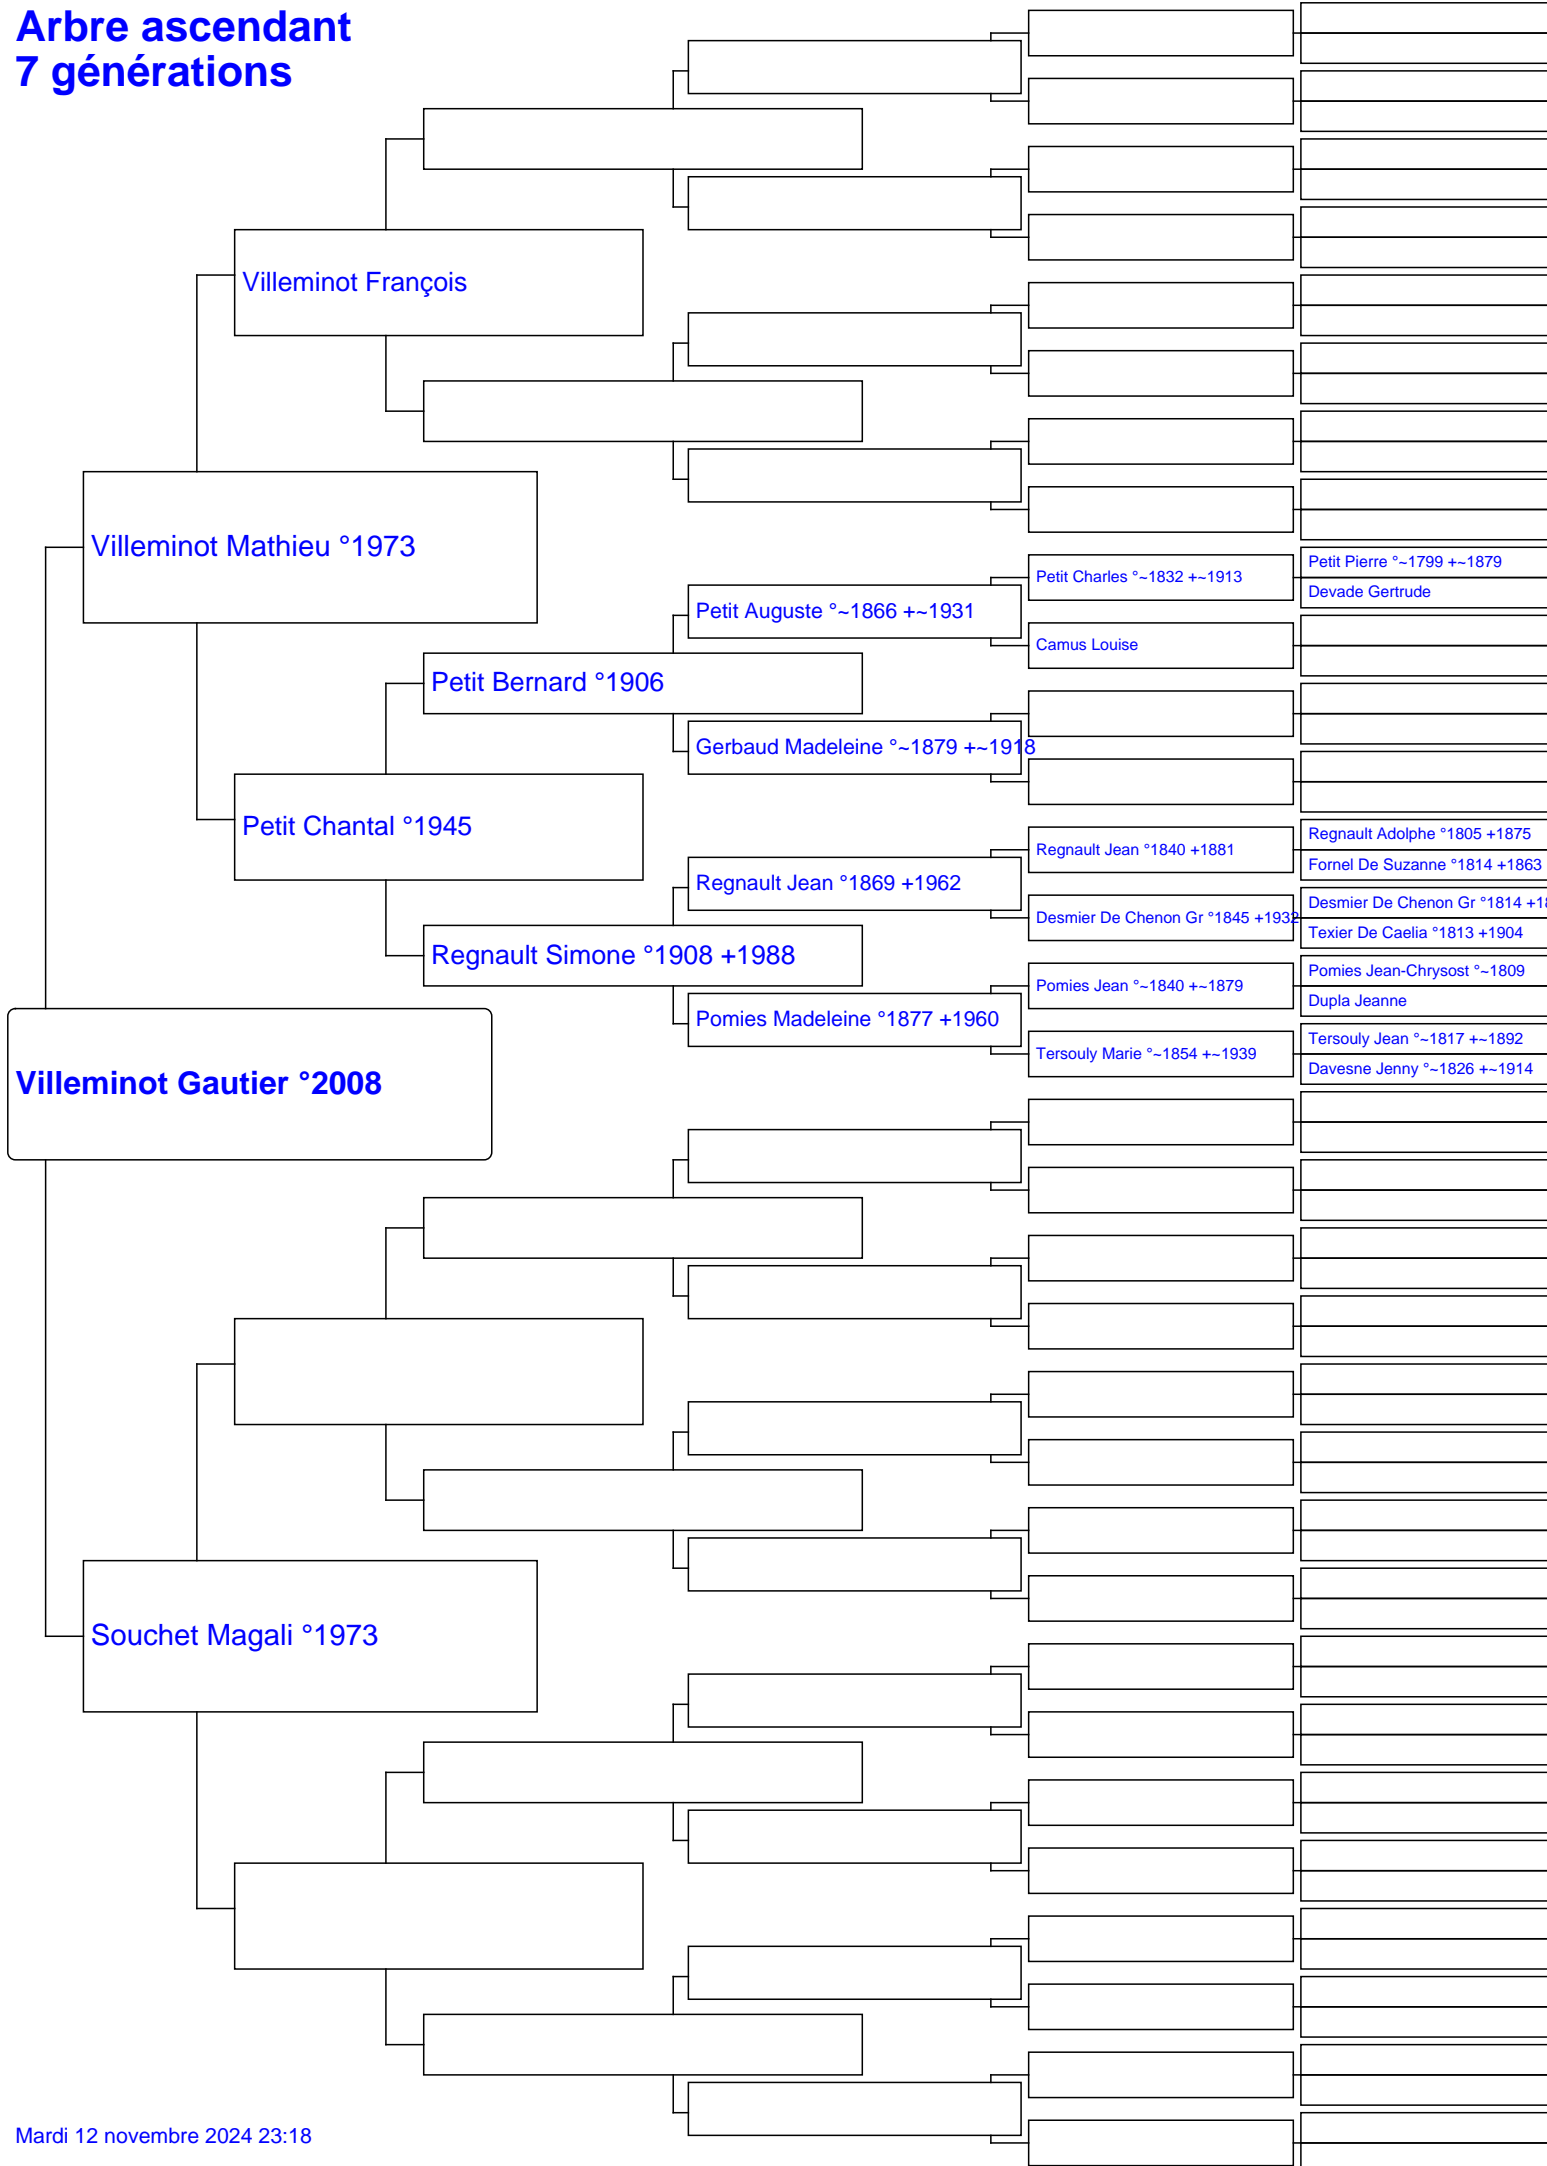 Arbre ascendant
7 générations
Villeminot François
Villeminot Mathieu °1973
Petit Pierre °~1799 +~1879
Petit Charles °~1832 +~1913
Devade Gertrude
Petit Auguste °~1866 +~1931
Camus Louise
Petit Bernard °1906
Gerbaud Madeleine °~1879 +~1918
Petit Chantal °1945
Regnault Adolphe °1805 +1875
Regnault Jean °1840 +1881
Fornel De Suzanne °1814 +1863
Regnault Jean °1869 +1962
Desmier De Chenon Gr °1814 +18
Desmier De Chenon Gr °1845 +1932
Texier De Caelia °1813 +1904
Regnault Simone °1908 +1988
Pomies Jean-Chrysost °~1809
Pomies Jean °~1840 +~1879
Dupla Jeanne
Pomies Madeleine °1877 +1960
Tersouly Jean °~1817 +~1892
Tersouly Marie °~1854 +~1939
Davesne Jenny °~1826 +~1914
Villeminot Gautier °2008
Souchet Magali °1973
Mardi 12 novembre 2024 23:18